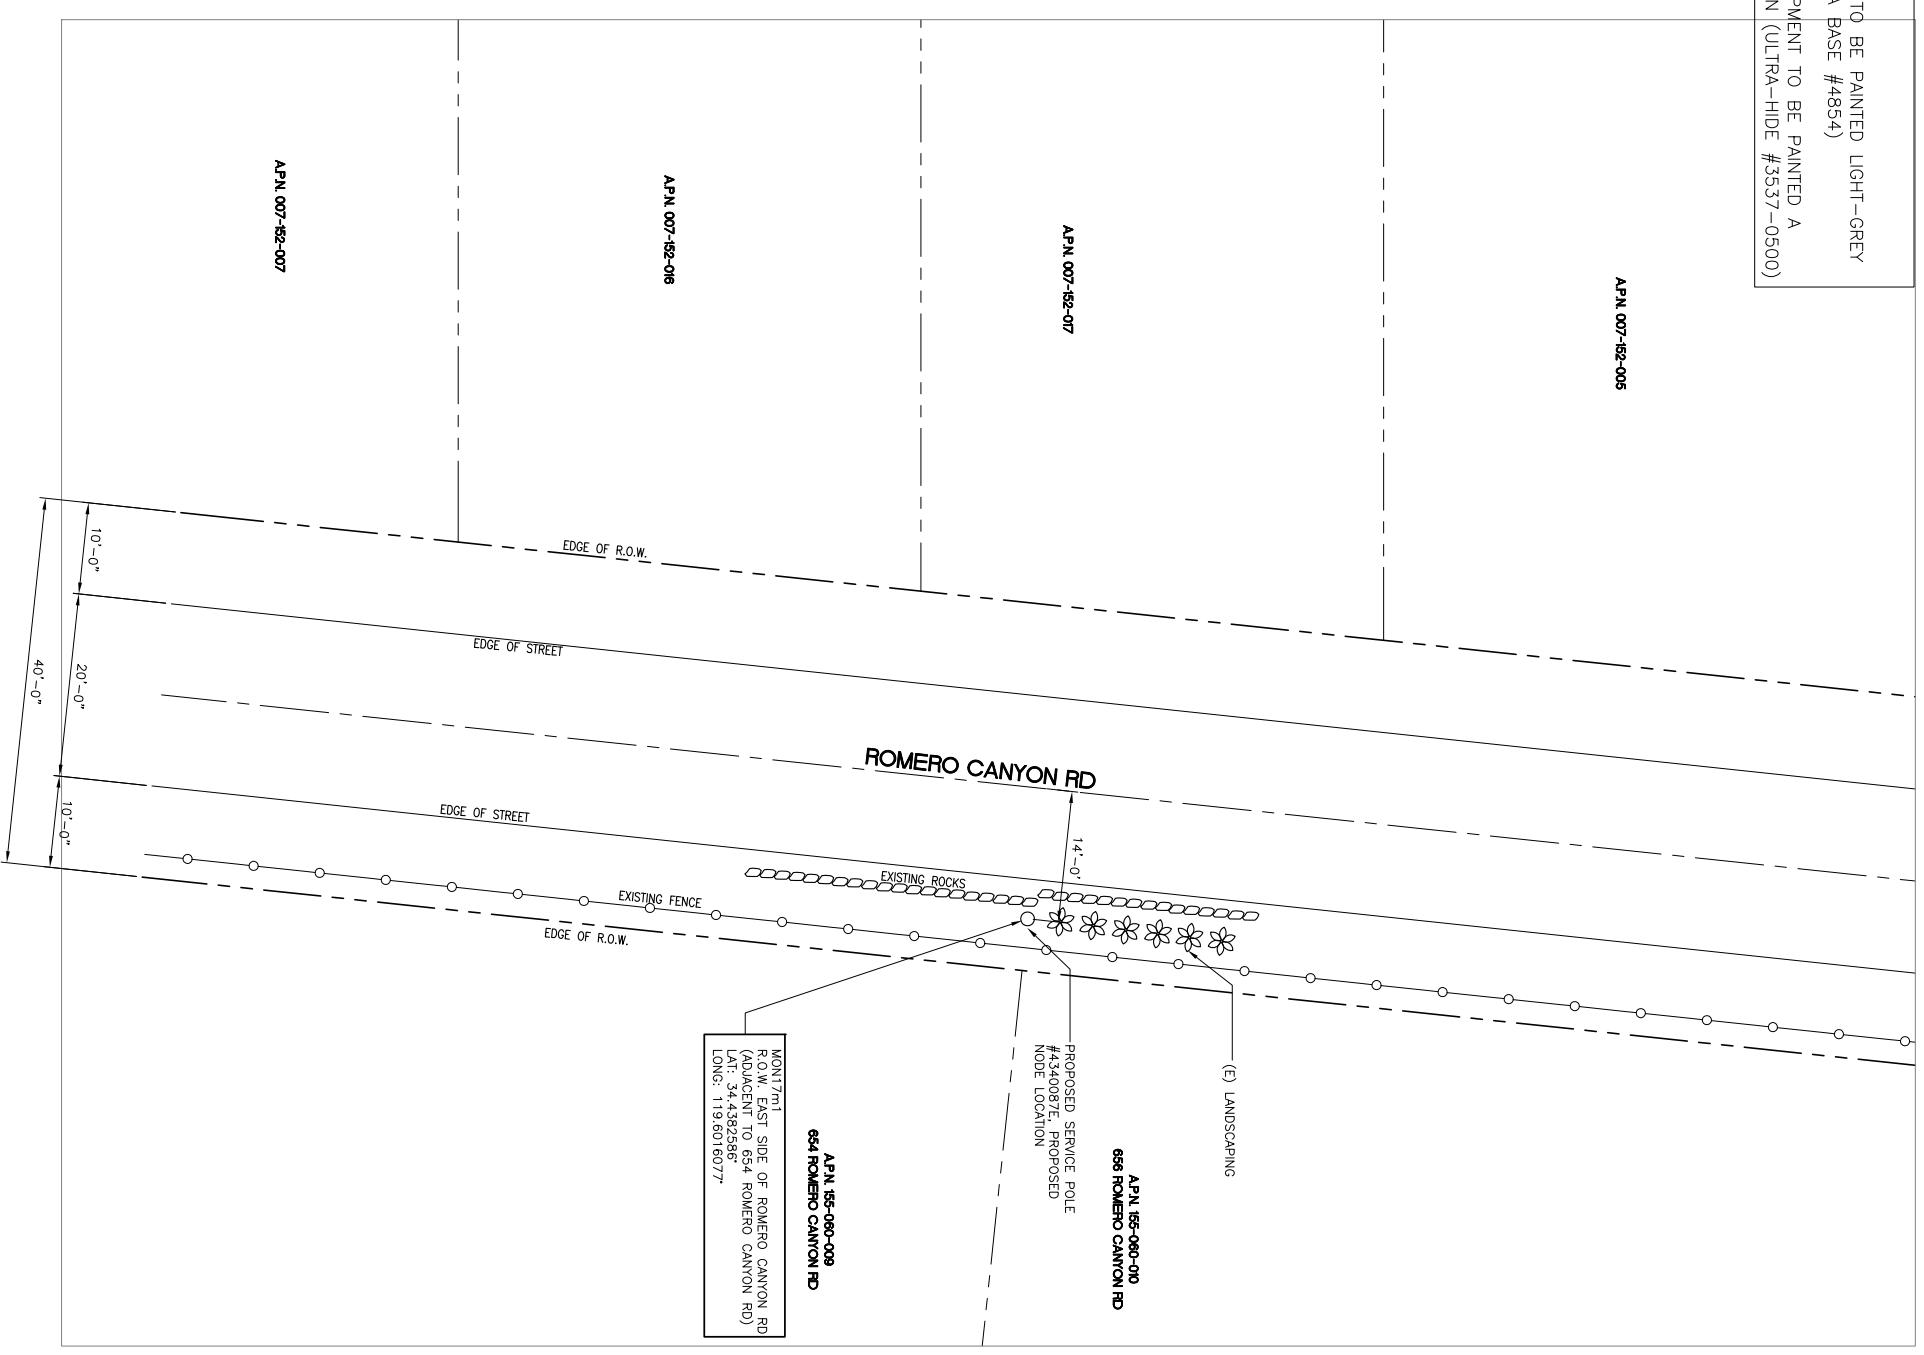 TO BE PAINTED LIGHT-GREY
A BASE #4854)
PMENT TO BE PAINTED A
N (ULTRA-HIDE #3537-0500)
A.P.N. 007-152-005
A.P.N. 007-152-017
A.P.N. 007-152-016
A.P.N. 007-152-007
EDGE OF R.O.W.
EDGE OF STREET
ROMERO CANYON RD
EDGE OF STREET
EXISTING ROCKS
EXISTING FENCE
EDGE OF R.O.W.
10'-0"
20'-0"
10'-0"
40'-0"
14'-0"
(E) LANDSCAPING
PROPOSED SERVICE POLE
#4340087E, PROPOSED
NODE LOCATION
A.P.N. 155-060-010
656 ROMERO CANYON RD
A.P.N. 155-060-009
654 ROMERO CANYON RD
MON17m1
R.O.W. EAST SIDE OF ROMERO CANYON RD
(ADJACENT TO 654 ROMERO CANYON RD)
LAT: 34.4382586°
LONG: 119.6016077°